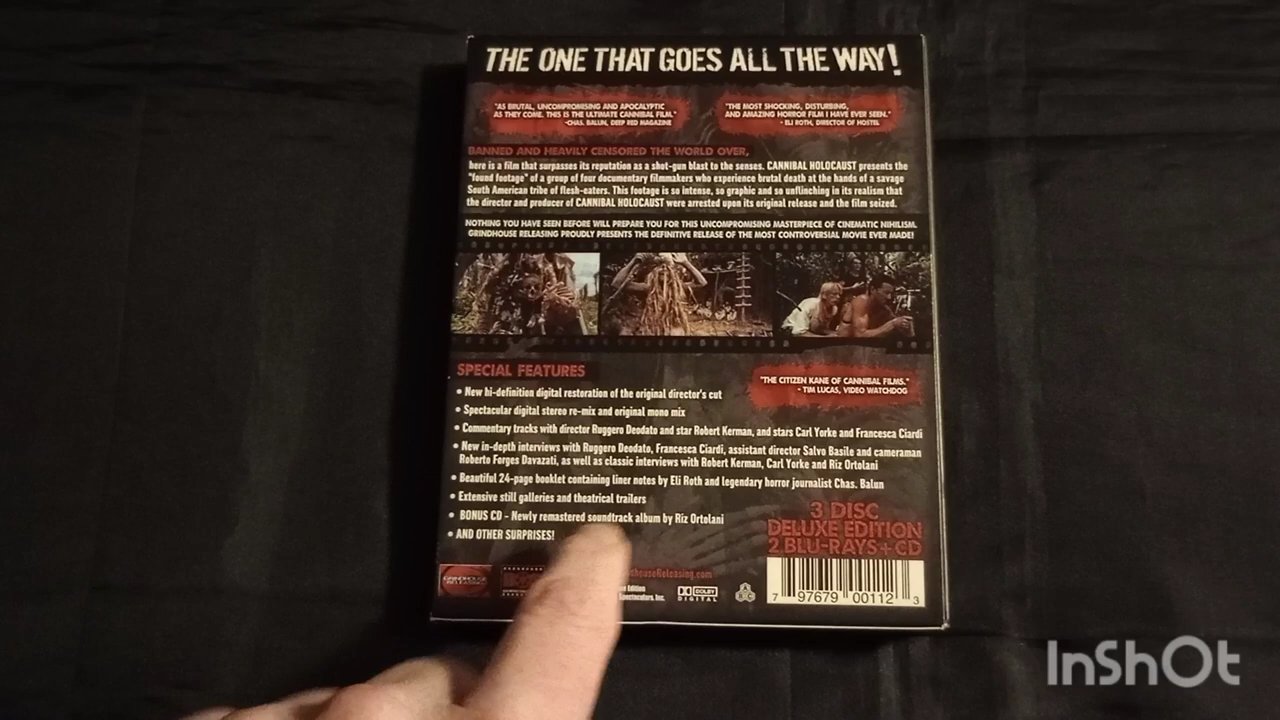 THE ONE THAT GOES ALL THE WAY!
"AS BRUTAL, UNCOMPROMISING AND APOCALYPTIC
AS THEY COME. THIS IS THE ULTIMATE CANNIBAL FILM."
-CHAS. BALUN, DEEP RED MAGAZINE
"THE MOST SHOCKING, DISTURBING,
AND AMAZING HORROR FILM I HAVE EVER SEEN."
- ELI ROTH, DIRECTOR OF HOSTEL
BANNED AND HEAVILY CENSORED THE WORLD OVER,
here is a film that surpasses its reputation as a shot-gun blast to the senses. CANNIBAL HOLOCAUST presents the
"found footage" of a group of four documentary filmmakers who experience brutal death at the hands of a savage
South American tribe of flesh-eaters. This footage is so intense, so graphic and so unflinching in its realism that
the director and producer of CANNIBAL HOLOCAUST were arrested upon its original release and the film seized.
NOTHING YOU HAVE SEEN BEFORE WILL PREPARE YOU FOR THIS UNCOMPROMISING MASTERPIECE OF CINEMATIC NIHILISM.
GRINDHOUSE RELEASING PROUDLY PRESENTS THE DEFINITIVE RELEASE OF THE MOST CONTROVERSIAL MOVIE EVER MADE!
SPECIAL FEATURES
"THE CITIZEN KANE OF CANNIBAL FILMS."
- TIM LUCAS, VIDEO WATCHDOG
• New hi-definition digital restoration of the original director's cut
• Spectacular digital stereo re-mix and original mono mix
• Commentary tracks with director Ruggero Deodato and star Robert Kerman, and stars Carl Yorke and Francesca Ciardi
• New in-depth interviews with Ruggero Deodato, Francesca Ciardi, assistant director Salvo Basile and cameraman
Roberto Forges Davazati, as well as classic interviews with Robert Kerman, Carl Yorke and Riz Ortolani
• Beautiful 24-page booklet containing liner notes by Eli Roth and legendary horror journalist Chas. Balun
• Extensive still galleries and theatrical trailers
• BONUS CD - Newly remastered soundtrack album by Riz Ortolani
• AND OTHER SURPRISES!
3 DISC
DELUXE EDITION
2 BLU-RAYS+CD
GRINDHOUSE
RELEASING
houseReleasing.com
Edition
Spectaculars, Inc.
DOLBY
DIGITAL
7 97679 00112 3
InShOt